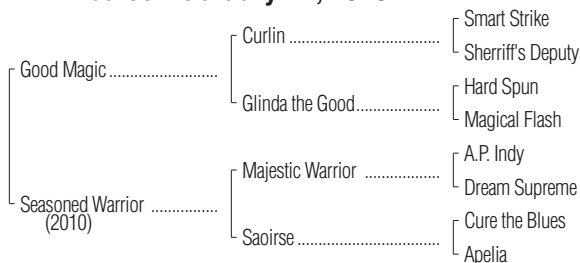 Smart Strike
Curlin ........................
Sherriff's Deputy
Good Magic ........................
Hard Spun
Glinda the Good ...................
Magical Flash
A.P. Indy
Majestic Warrior .................
Dream Supreme
Seasoned Warrior ...............
(2010)
Cure the Blues
Saoirse ...............................
Apelia